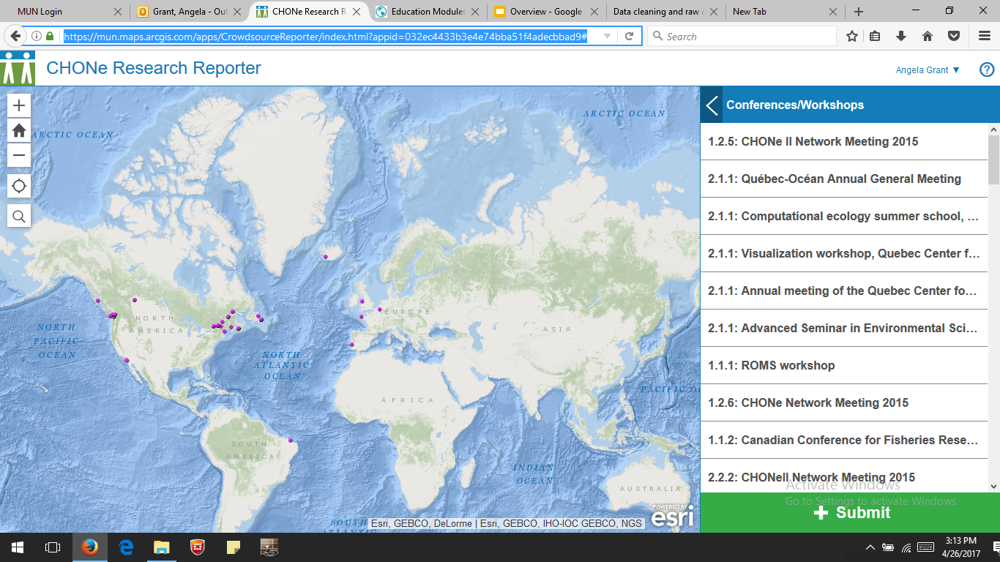 MUN Login
Grant, Angela - Out
CHONe Research R
Education Modules
Overview - Google
Data cleaning and raw
New Tab
https://mun.maps.arcgis.com/apps/CrowdsourceReporter/index.html?appid=032ec4433b3e4e74bba51f4adecbbad9#
Search
CHONe Research Reporter
Angela Grant ▼
?
Conferences/Workshops
1.2.5: CHONe II Network Meeting 2015
2.1.1: Québec-Océan Annual General Meeting
2.1.1: Computational ecology summer school, ...
2.1.1: Visualization workshop, Quebec Center f...
2.1.1: Annual meeting of the Quebec Center fo...
2.1.1: Advanced Seminar in Environmental Sci...
1.1.1: ROMS workshop
1.2.6: CHONe Network Meeting 2015
1.1.2: Canadian Conference for Fisheries Rese...
2.2.2: CHONeII Network Meeting 2015
Activate Windows
Go to Settings to activate Windows.
+ Submit
ARCTIC OCEAN
ARCTIC OCEAN
NORTH
PACIFIC
OCEAN
NORTH
AMERICA
NORTH
ATLANTIC
OCEAN
EUROPE
ASIA
AFRICA
PACIFIC
SOUTH
AMERICA
INDIAN
OCEAN
AUSTRALIA
SOUTH
POWERED BY
esri
Esri, GEBCO, DeLorme | Esri, GEBCO, IHO-IOC GEBCO, NGS
3:13 PM
4/26/2017